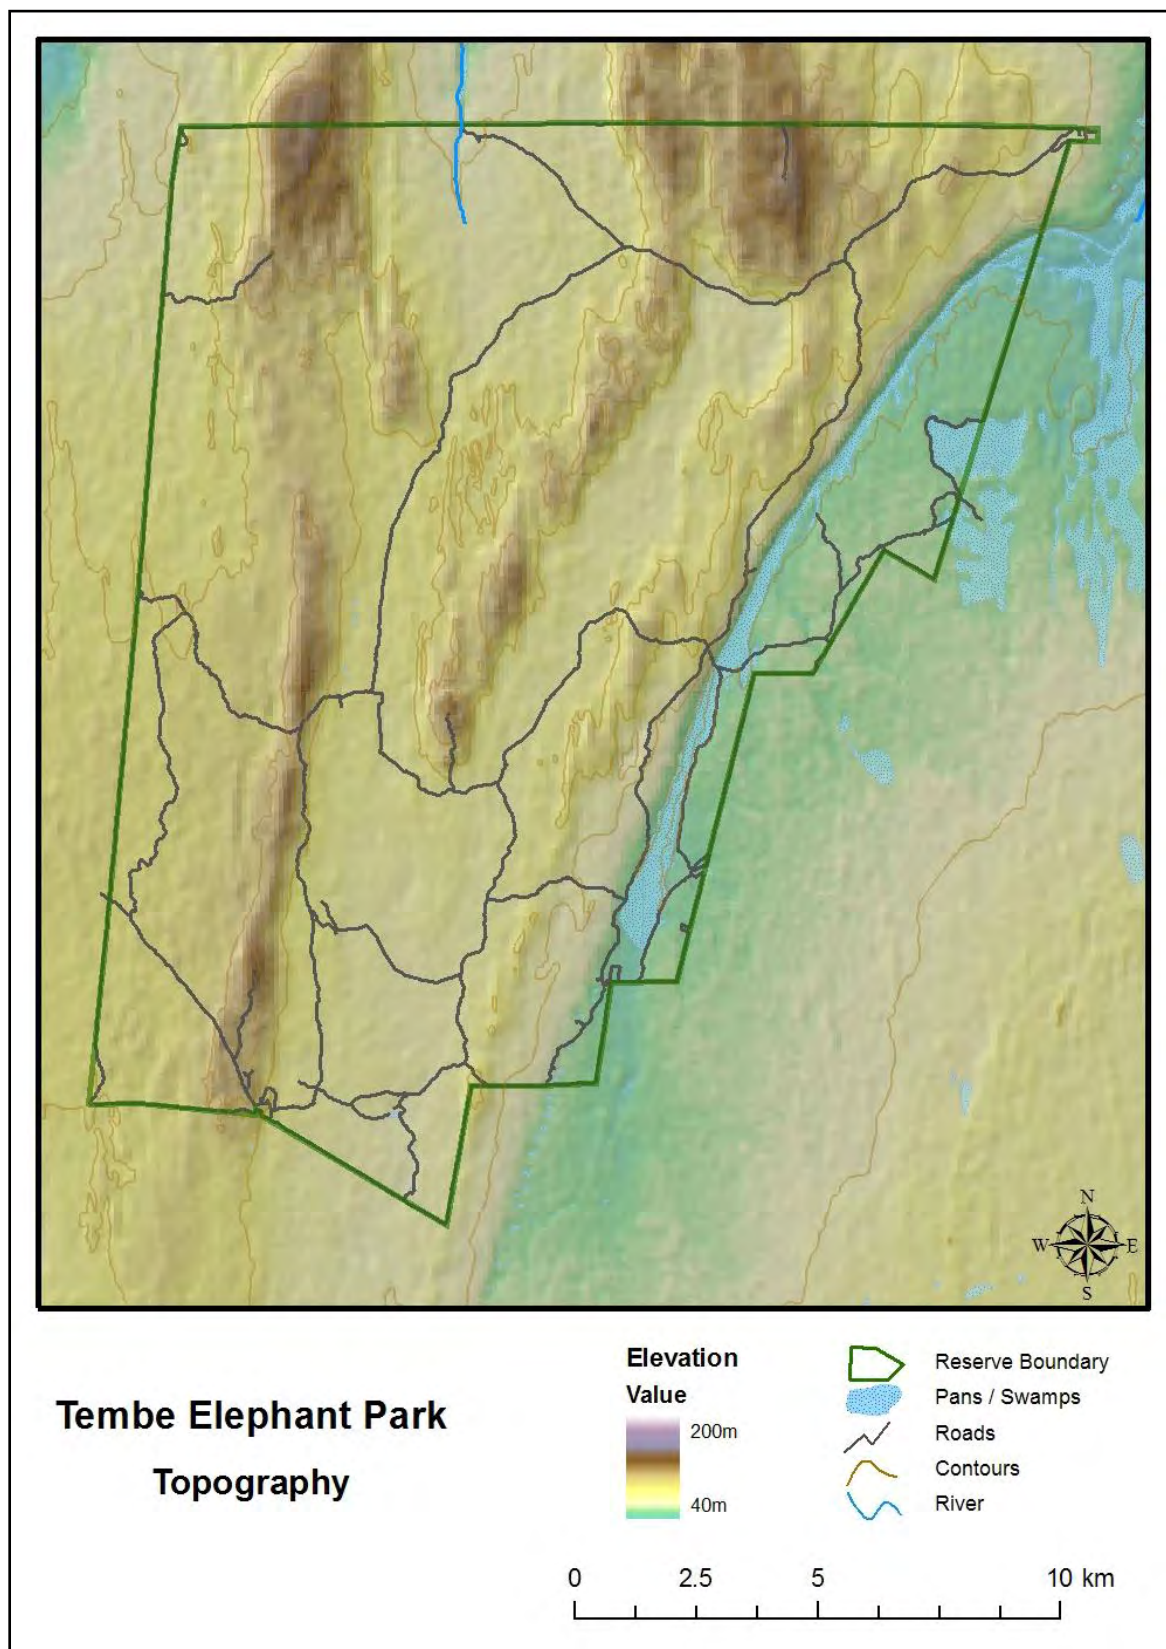 N
W E
S
Tembe Elephant Park
Topography
Elevation
Value
200m
40m
Reserve Boundary
Pans / Swamps
Roads
Contours
River
0 2.5 5 10 km